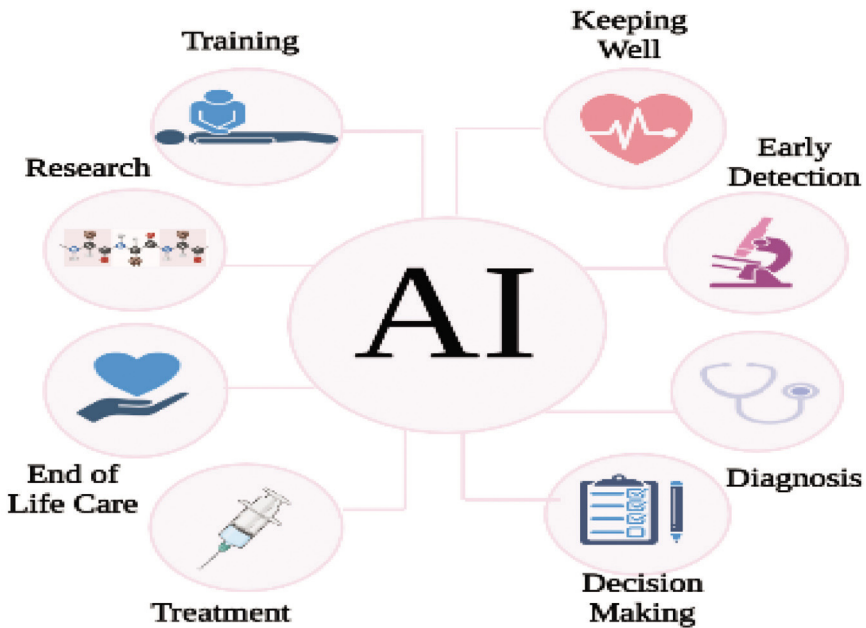 Training
Keeping
Well
Research
Early
Detection
AI
End of
Life Care
Diagnosis
Treatment
Decision
Making